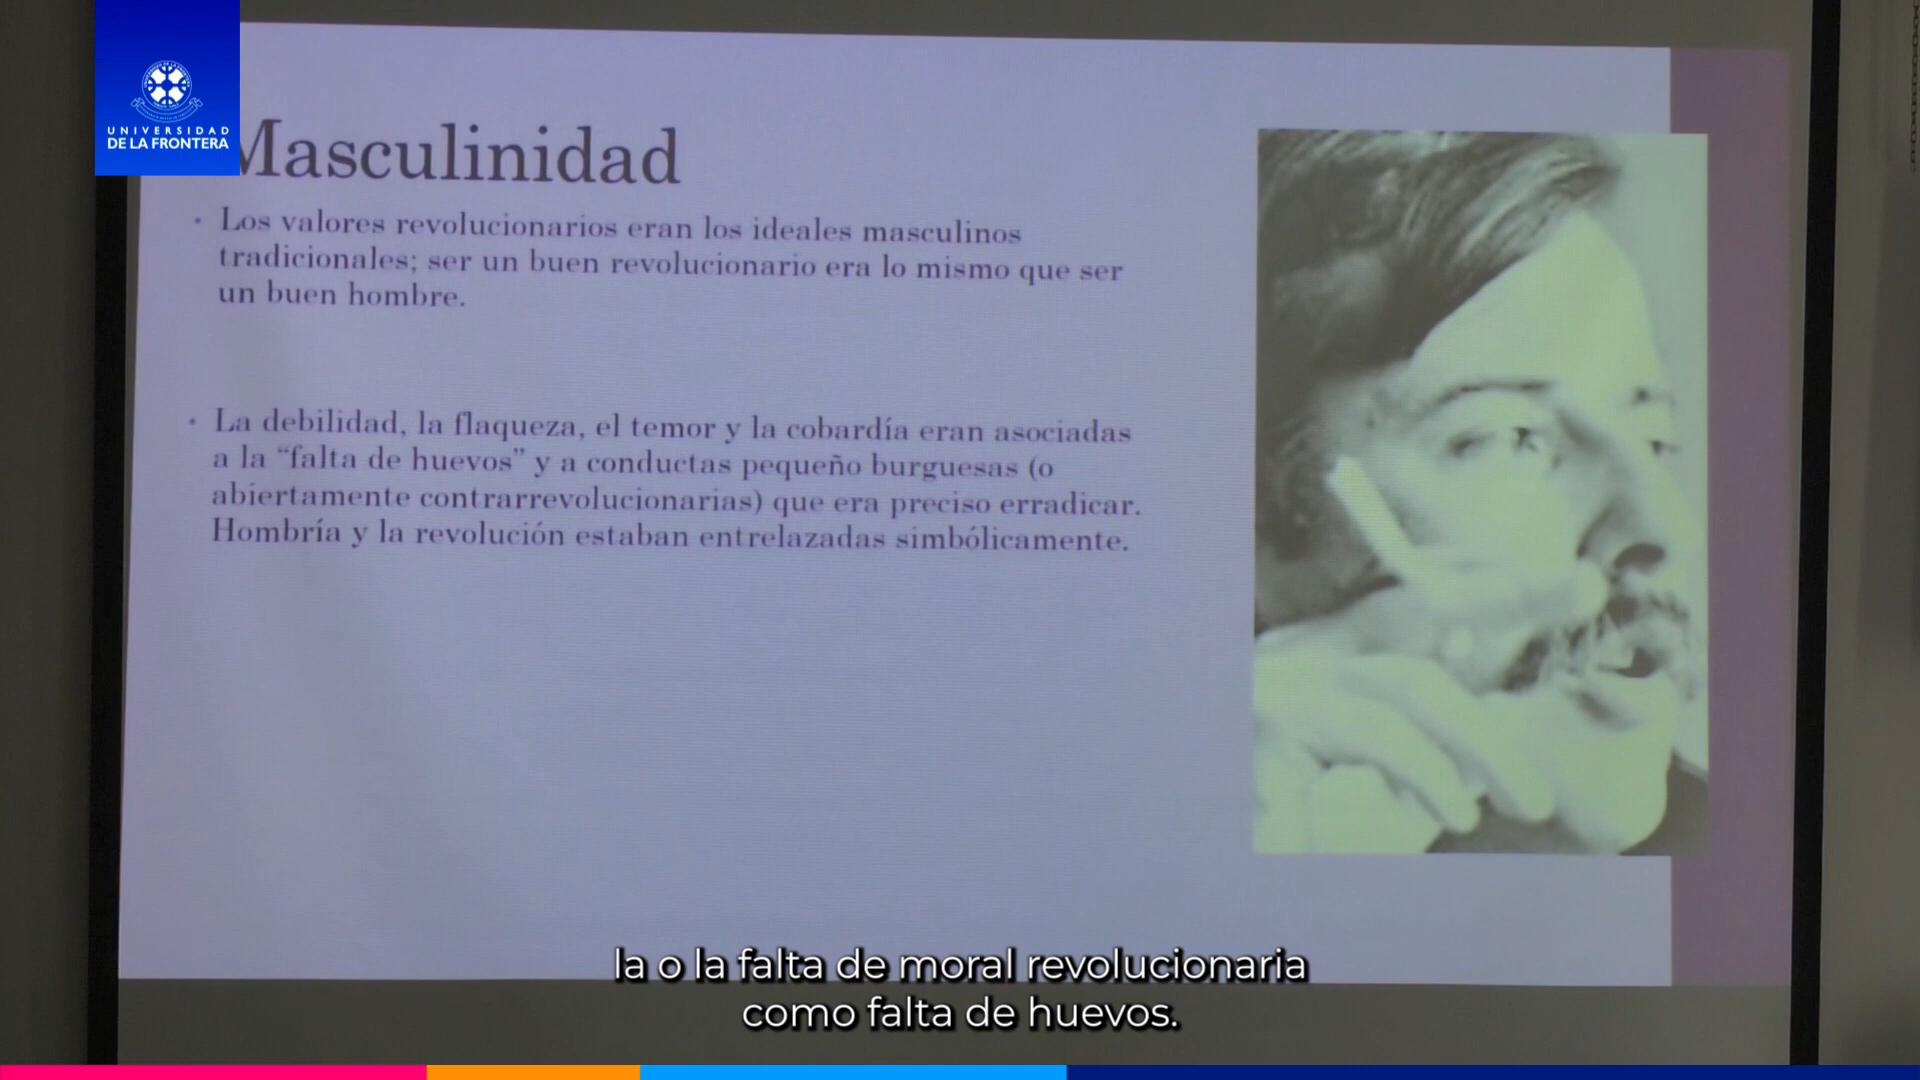 UNIVERSIDAD
DE LA FRONTERA
Masculinidad
• Los valores revolucionarios eran los ideales masculinos
tradicionales; ser un buen revolucionario era lo mismo que ser
un buen hombre.
• La debilidad, la flaqueza, el temor y la cobardía eran asociadas
a la “falta de huevos” y a conductas pequeño burguesas (o
abiertamente contrarrevolucionarias) que era preciso erradicar.
Hombría y la revolución estaban entrelazadas simbólicamente.
la o la falta de moral revolucionaria
como falta de huevos.